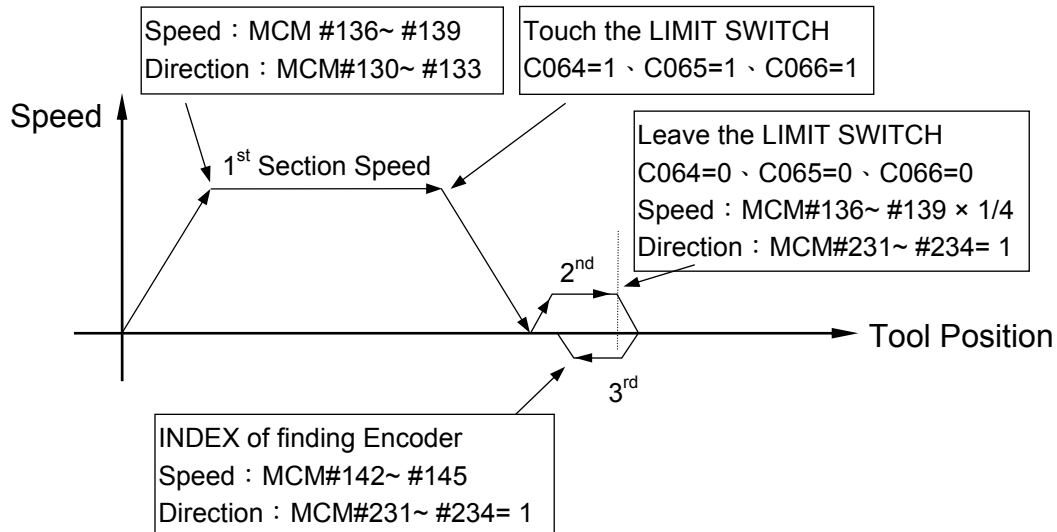 Speed：MCM #136~ #139
Direction：MCM#130~ #133
Touch the LIMIT SWITCH
C064=1、C065=1、C066=1
Speed
Leave the LIMIT SWITCH
C064=0、C065=0、C066=0
Speed：MCM#136~ #139 × 1/4
Direction：MCM#231~ #234= 1
1st Section Speed
2nd
Tool Position
3rd
INDEX of finding Encoder
Speed：MCM#142~ #145
Direction：MCM#231~ #234= 1